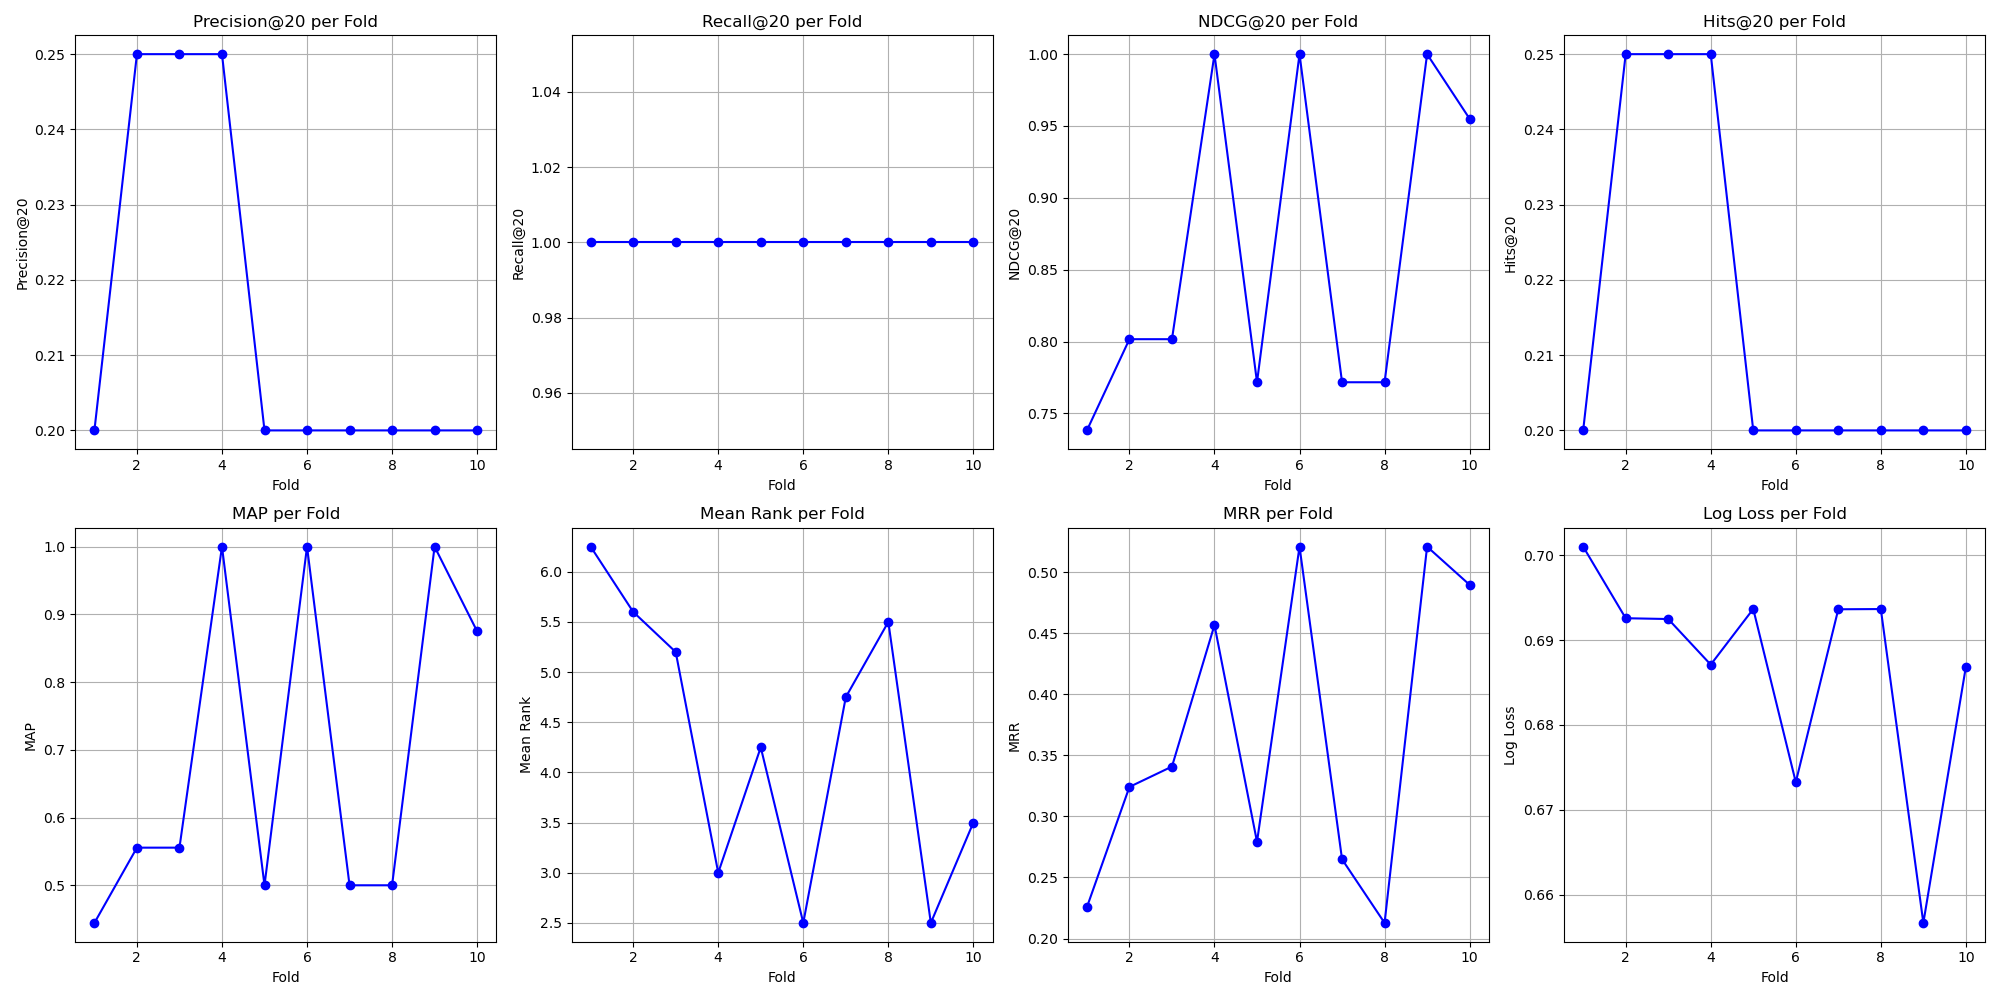 Precision@20 per Fold
Recall@20 per Fold
NDCG@20 per Fold
Hits@20 per Fold
0.25
0.24
0.23
0.22
0.21
0.20
Precision@20
2 4 6 8 10
Fold
1.04
1.02
1.00
0.98
0.96
Recall@20
2 4 6 8 10
Fold
1.00
0.95
0.90
0.85
0.80
0.75
NDCG@20
2 4 6 8 10
Fold
0.25
0.24
0.23
0.22
0.21
0.20
Hits@20
2 4 6 8 10
Fold
MAP per Fold
Mean Rank per Fold
MRR per Fold
Log Loss per Fold
1.0
0.9
0.8
0.7
0.6
0.5
MAP
2 4 6 8 10
Fold
6.0
5.5
5.0
4.5
4.0
3.5
3.0
2.5
Mean Rank
2 4 6 8 10
Fold
0.50
0.45
0.40
0.35
0.30
0.25
0.20
MRR
2 4 6 8 10
Fold
0.70
0.69
0.68
0.67
0.66
Log Loss
2 4 6 8 10
Fold